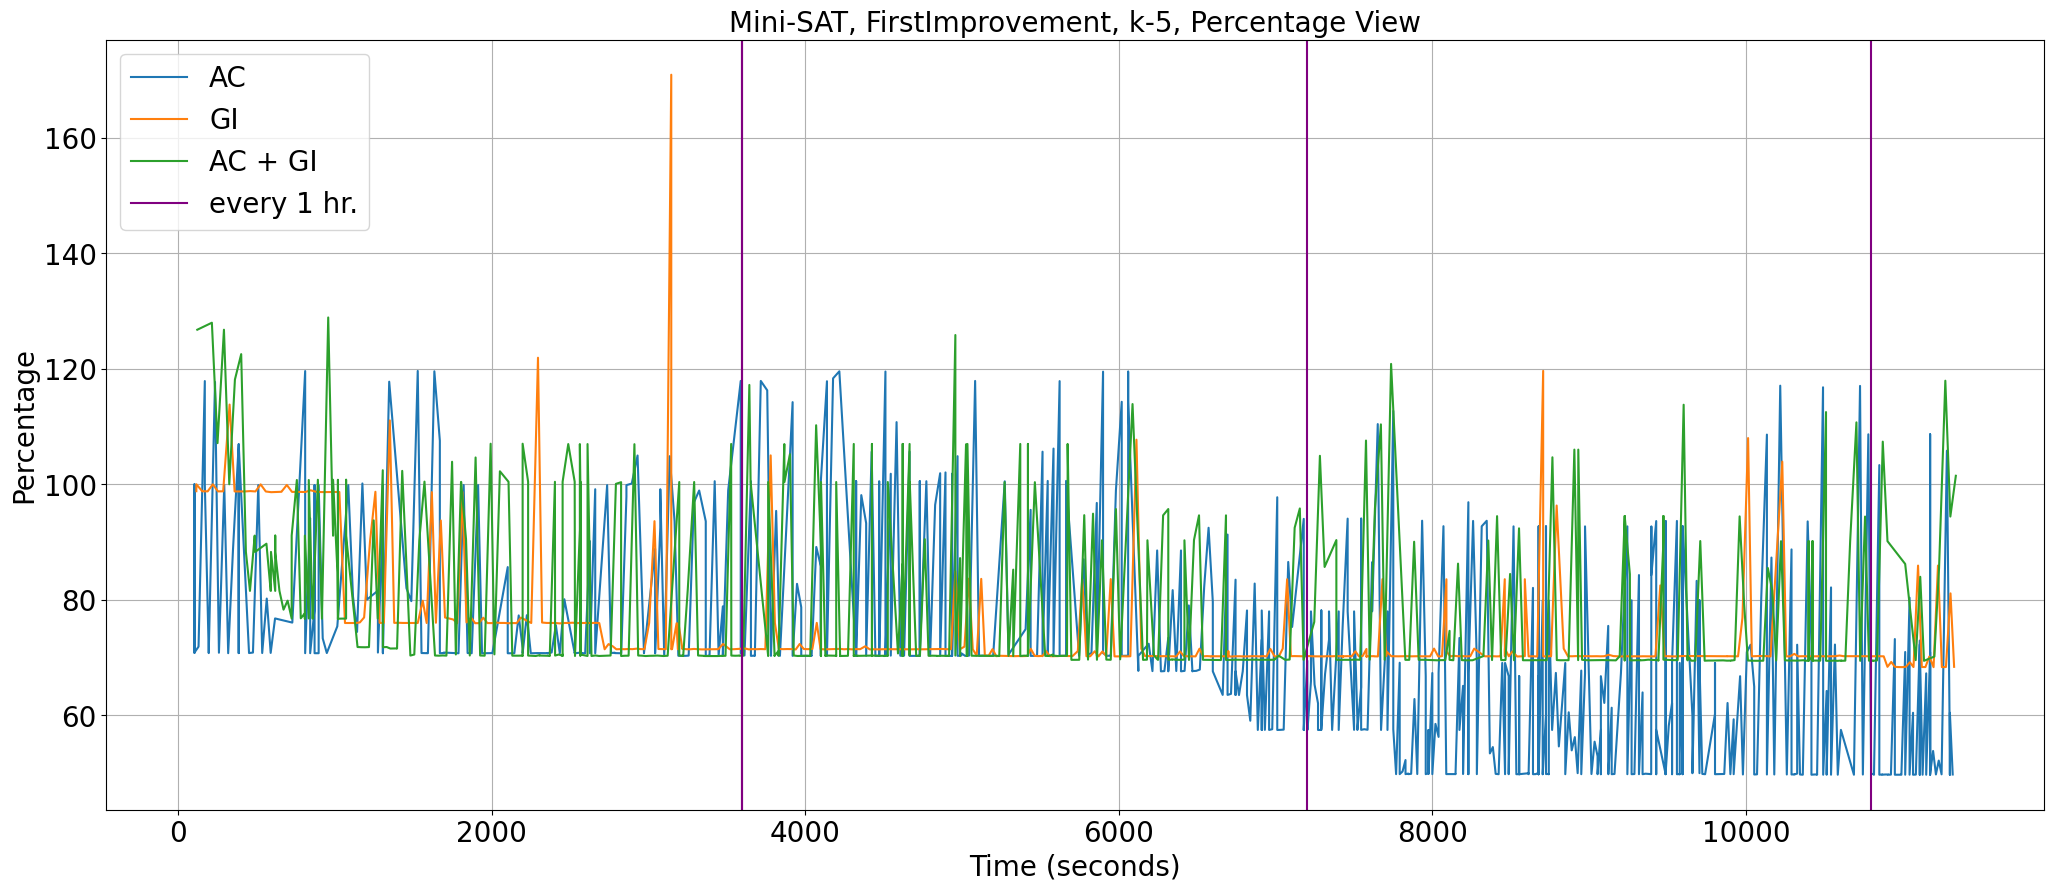 Mini-SAT, FirstImprovement, k-5, Percentage View
AC
GI
AC + GI
every 1 hr.
Percentage
160
140
120
100
80
60
0 2000 4000 6000 8000 10000
Time (seconds)